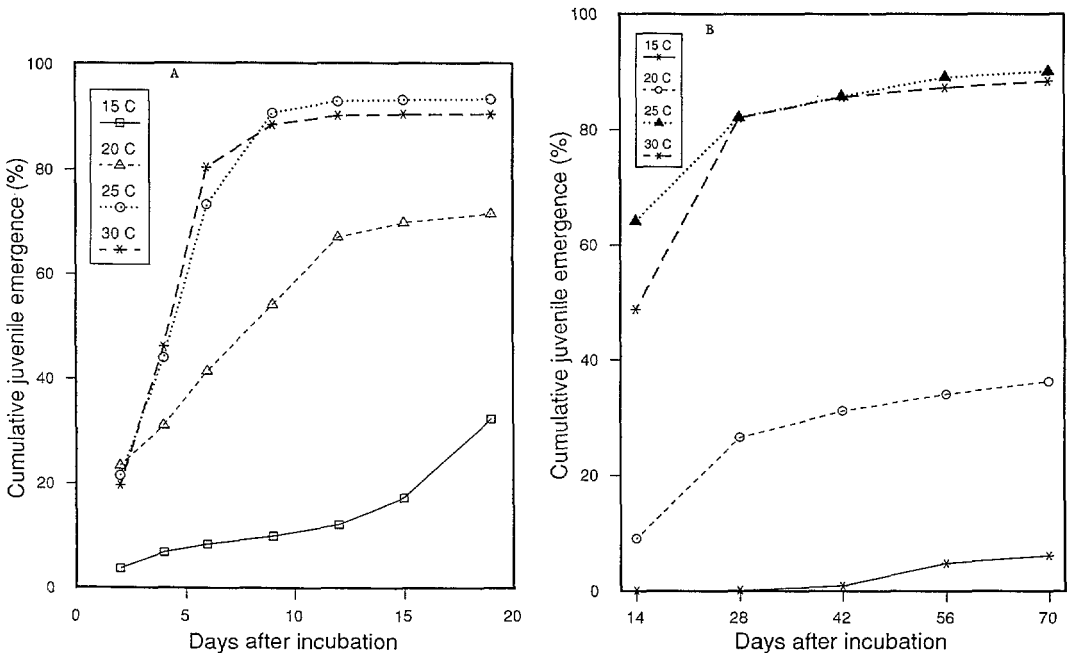 A
15 C
20 C
25 C
30 C
Cumulative juvenile emergence (%)
100
80
60
40
20
0
0 5 10 15 20
Days after incubation
B
15 C
20 C
25 C
30 C
Cumulative juvenile emergence (%)
100
80
60
40
20
0
14 28 42 56 70
Days after incubation